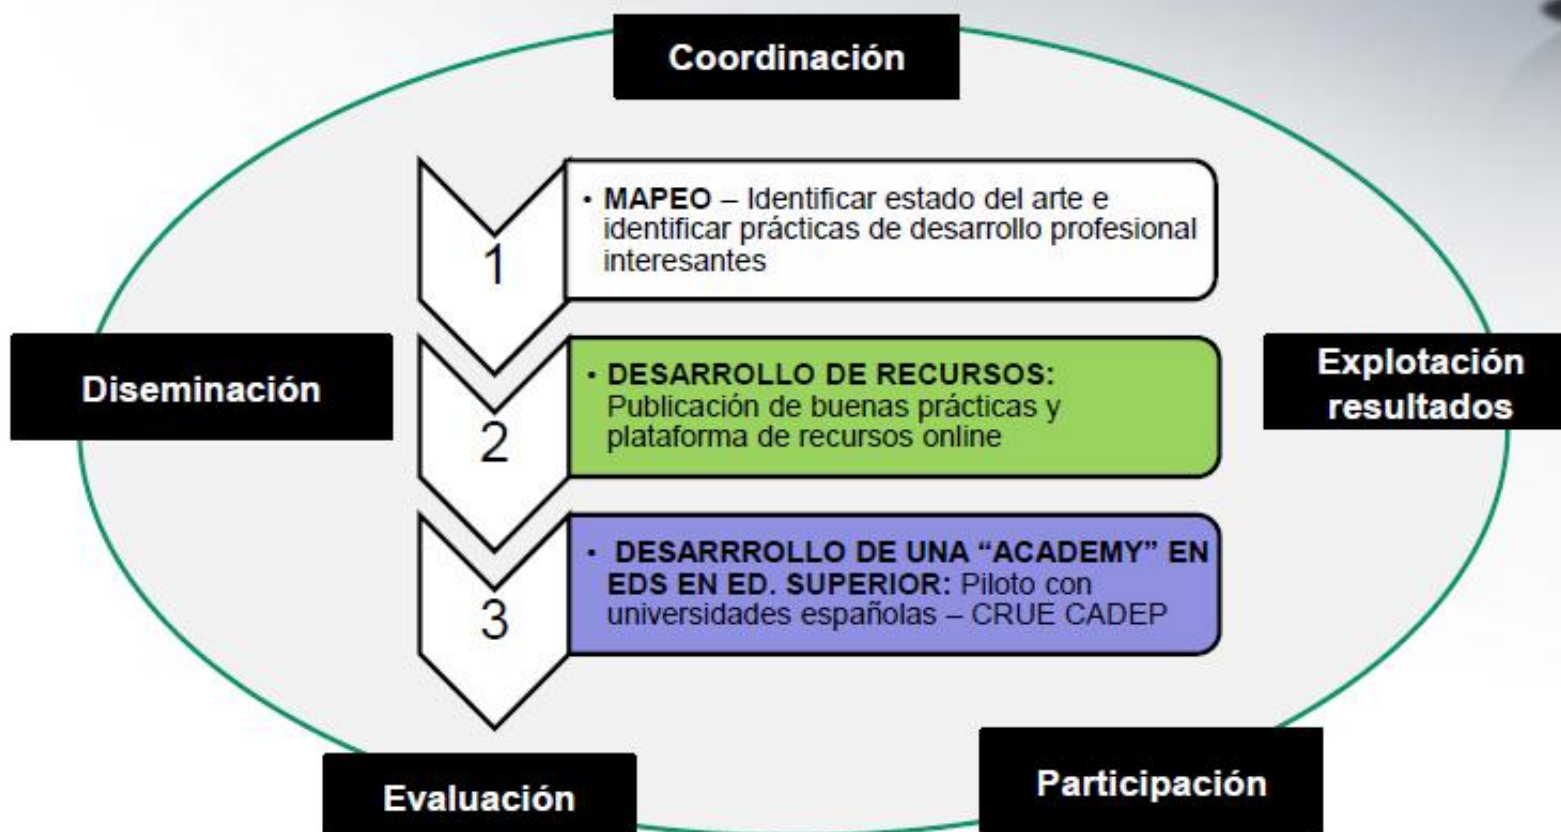 Coordinación
1
• MAPEO – Identificar estado del arte e
identificar prácticas de desarrollo profesional
interesantes
Diseminación
Explotación
resultados
2
• DESARROLLO DE RECURSOS:
Publicación de buenas prácticas y
plataforma de recursos online
3
• DESARRROLLO DE UNA “ACADEMY” EN
EDS EN ED. SUPERIOR: Piloto con
universidades españolas – CRUE CADEP
Evaluación
Participación